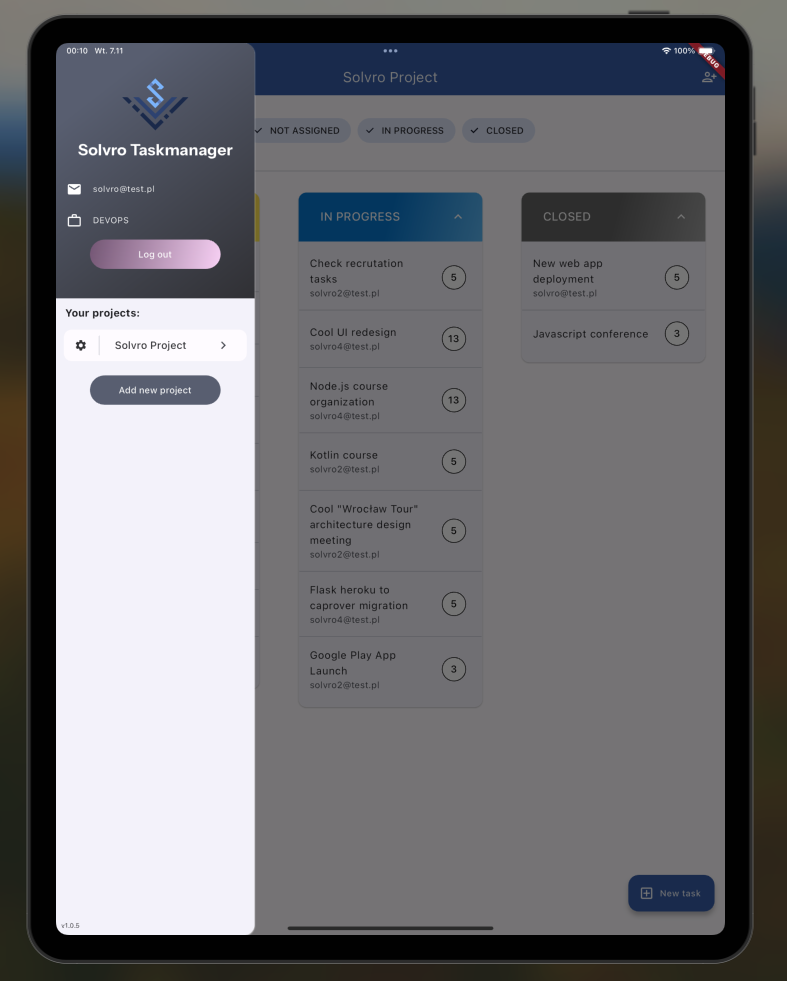 00:10 Wt. 7.11
100%
Solvro Taskmanager
solvro@test.pl
DEVOPS
Log out
Your projects:
Solvro Project
Add new project
v1.0.5
Solvro Project
NOT ASSIGNED
IN PROGRESS
CLOSED
IN PROGRESS
Check recrutation
tasks
solvro2@test.pl
5
Cool UI redesign
solvro4@test.pl
13
Node.js course
organization
solvro4@test.pl
13
Kotlin course
solvro2@test.pl
5
Cool "Wrocław Tour"
architecture design
meeting
solvro2@test.pl
5
Flask heroku to
caprover migration
solvro4@test.pl
5
Google Play App
Launch
solvro2@test.pl
3
CLOSED
New web app
deployment
solvro@test.pl
5
Javascript conference
3
New task